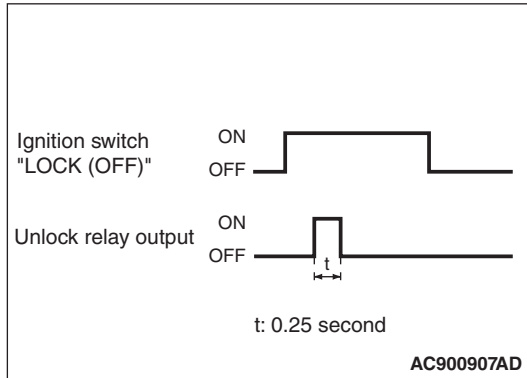 Ignition switch
"LOCK (OFF)"
ON
OFF
Unlock relay output
ON
OFF
t
t: 0.25 second
AC900907AD